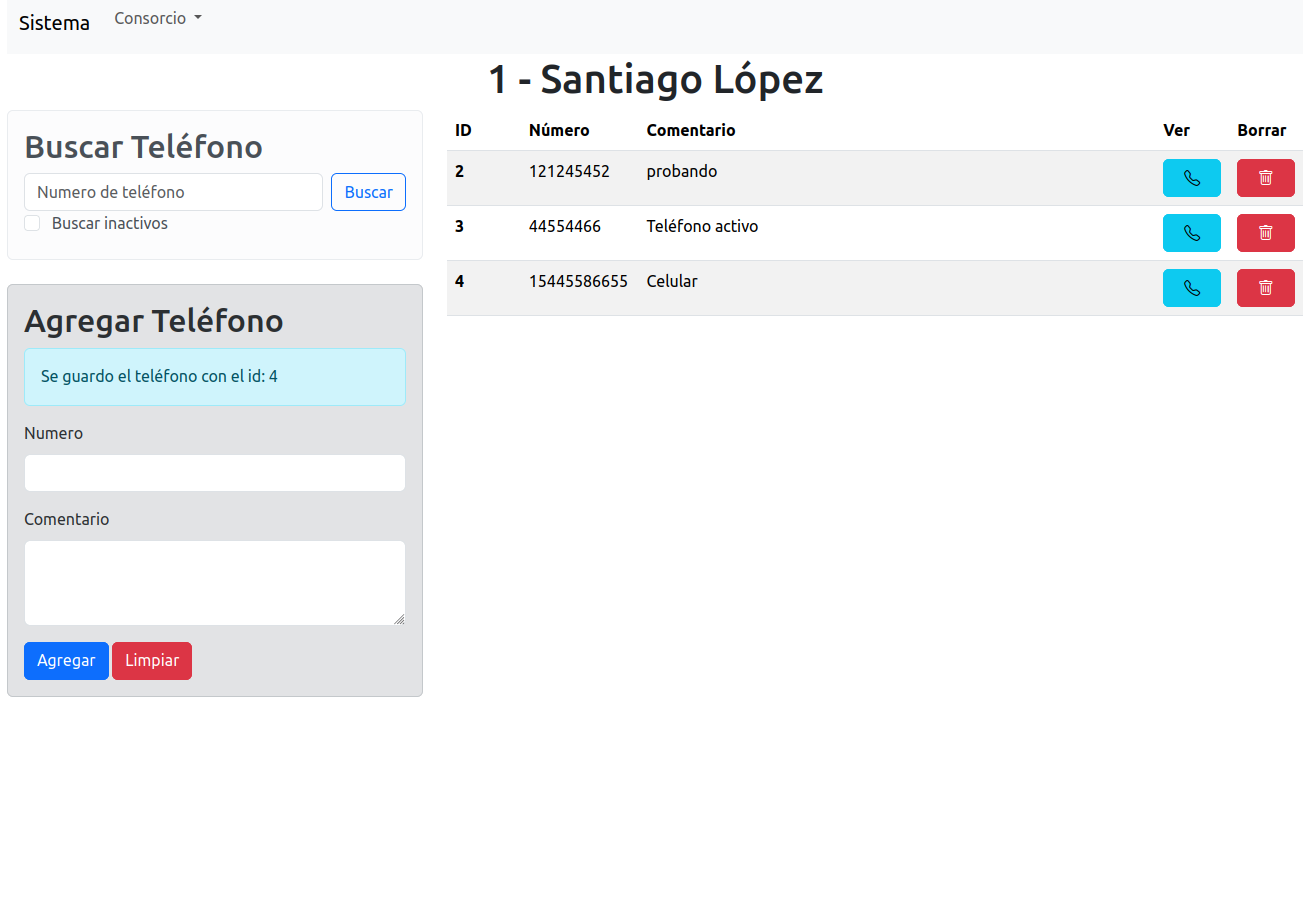 Sistema Consorcio
1 - Santiago López
Buscar Teléfono
Numero de teléfono Buscar
Buscar inactivos
Agregar Teléfono
Se guardo el teléfono con el id: 4
Numero
Comentario
Agregar Limpiar
ID Número Comentario Ver Borrar
2 121245452 probando
3 44554466 Teléfono activo
4 15445586655 Celular